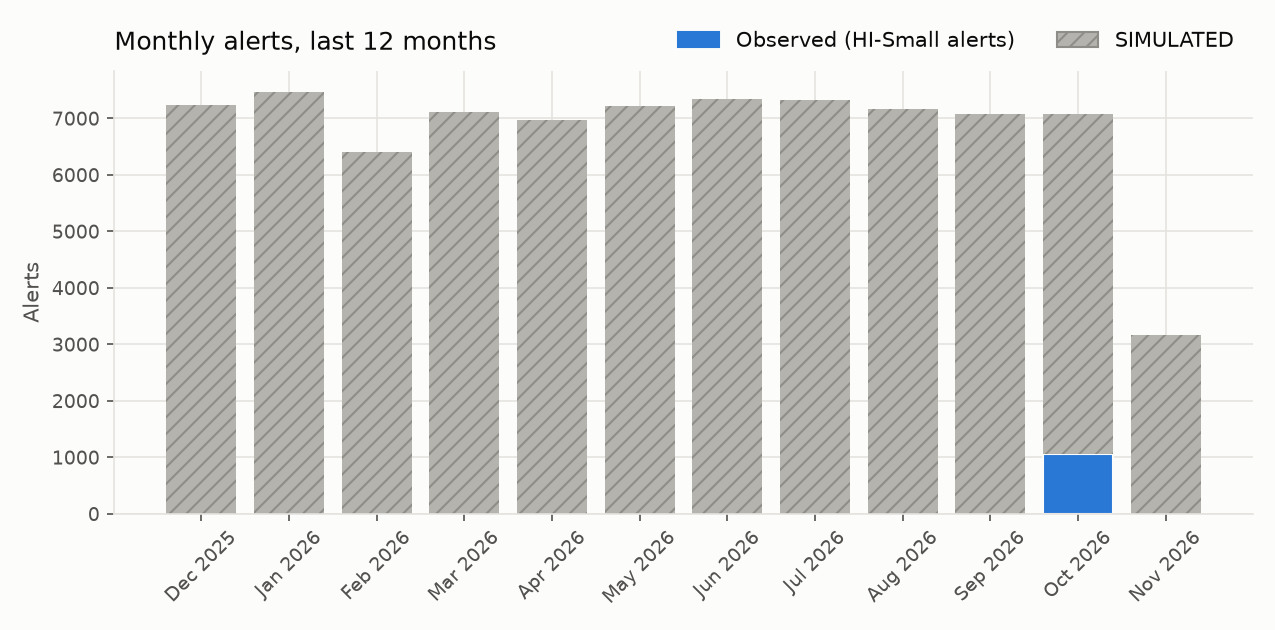 Monthly alerts, last 12 months
Observed (HI-Small alerts)
SIMULATED
Alerts
7000
6000
5000
4000
3000
2000
1000
0
Dec 2025
Jan 2026
Feb 2026
Mar 2026
Apr 2026
May 2026
Jun 2026
Jul 2026
Aug 2026
Sep 2026
Oct 2026
Nov 2026